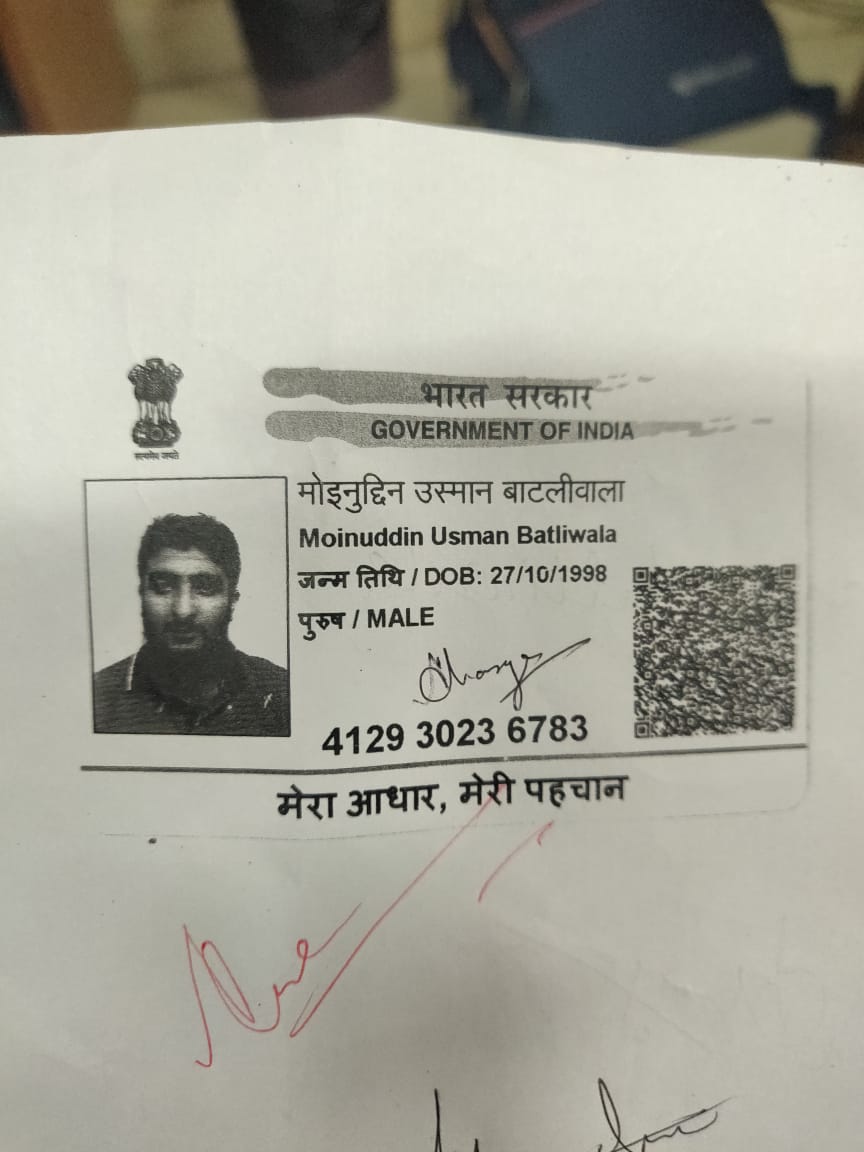 भारत सरकार
GOVERNMENT OF INDIA
सत्यमेव जयते
मोइनुद्दिन उस्मान बाटलीवाला
Moinuddin Usman Batliwala
जन्म तिथि / DOB: 27/10/1998
पुरुष / MALE
4129 3023 6783
मेरा आधार, मेरी पहचान